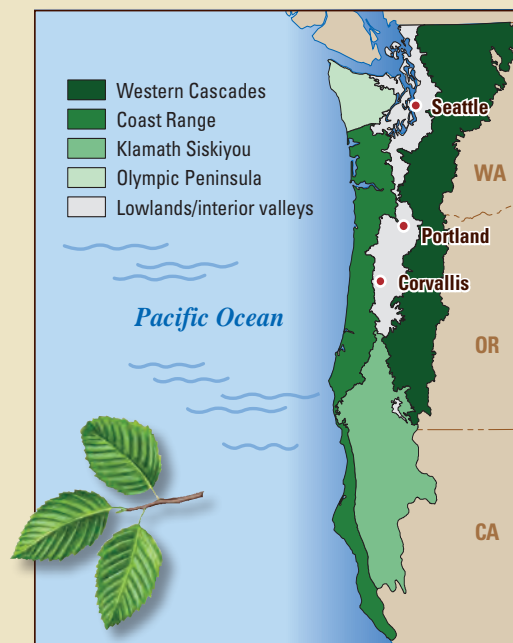 Western Cascades
Coast Range
Klamath Siskiyou
Olympic Peninsula
Lowlands/interior valleys
Seattle
WA
Portland
Corvallis
Pacific Ocean
OR
CA